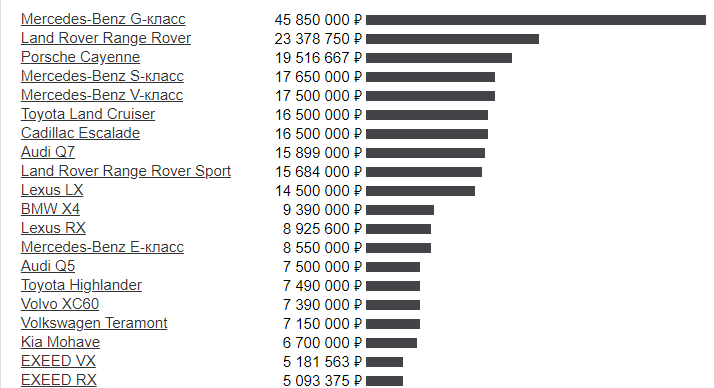 Mercedes-Benz G-класс 45 850 000 ₽
Land Rover Range Rover 23 378 750 ₽
Porsche Cayenne 19 516 667 ₽
Mercedes-Benz S-класс 17 650 000 ₽
Mercedes-Benz V-класс 17 500 000 ₽
Toyota Land Cruiser 16 500 000 ₽
Cadillac Escalade 16 500 000 ₽
Audi Q7 15 899 000 ₽
Land Rover Range Rover Sport 15 684 000 ₽
Lexus LX 14 500 000 ₽
BMW X4 9 390 000 ₽
Lexus RX 8 925 600 ₽
Mercedes-Benz E-класс 8 550 000 ₽
Audi Q5 7 500 000 ₽
Toyota Highlander 7 490 000 ₽
Volvo XC60 7 390 000 ₽
Volkswagen Teramont 7 150 000 ₽
Kia Mohave 6 700 000 ₽
EXEED VX 5 181 563 ₽
EXEED RX 5 093 375 ₽